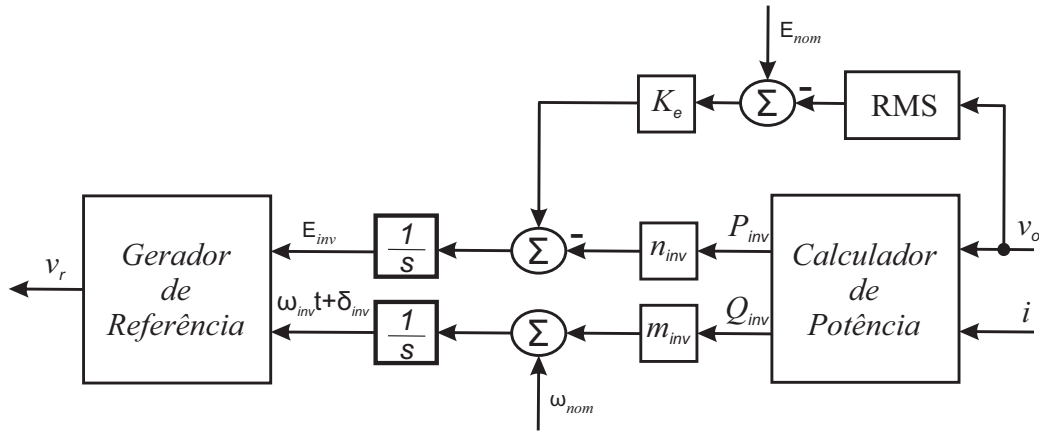 E_nom
-
K_e
Σ
RMS
Gerador
de
Referência
v_r
E_inv
1
s
Σ
-
n_inv
P_inv
Calculador
de
Potência
v_o
ω_inv t+δ_inv
1
s
Σ
m_inv
Q_inv
i
ω_nom